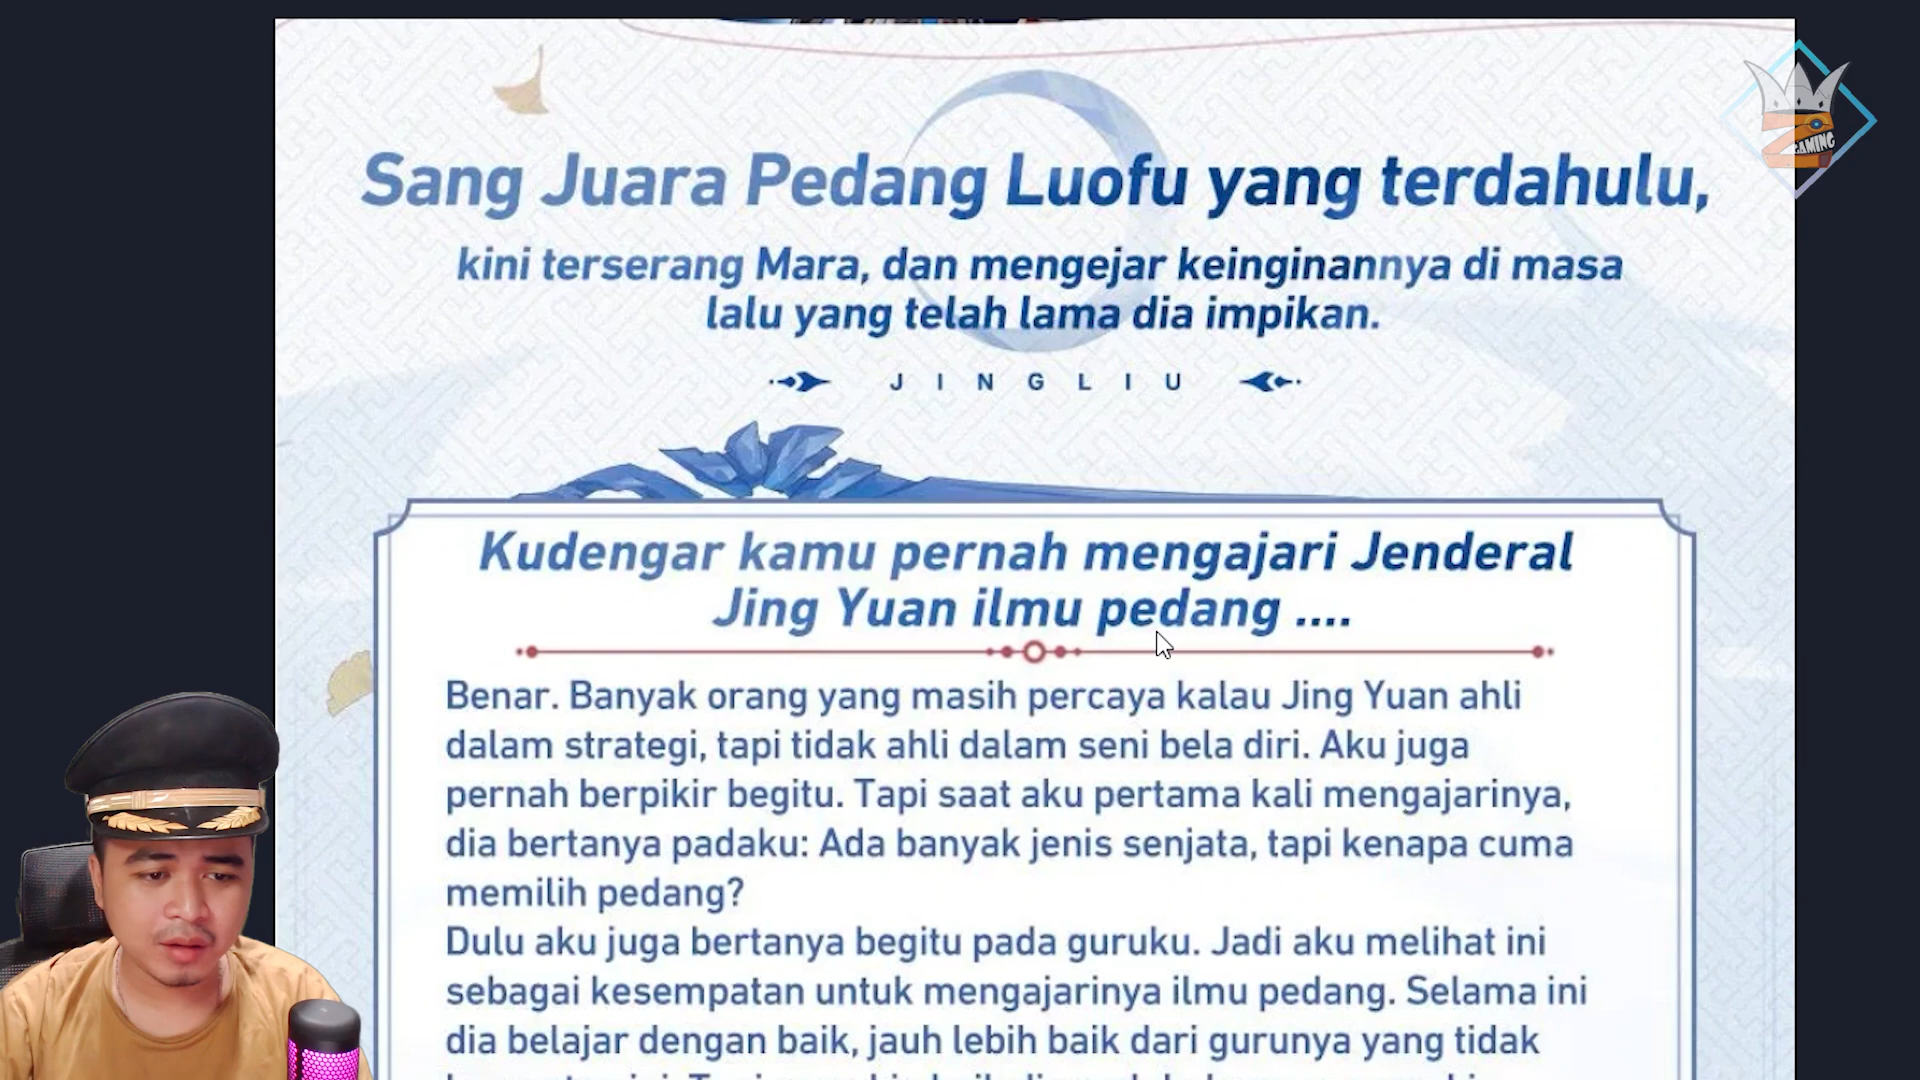 Sang Juara Pedang Luofu yang terdahulu,
kini terserang Mara, dan mengejar keinginannya di masa
lalu yang telah lama dia impikan.
JINGLIU
Kudengar kamu pernah mengajari Jenderal
Jing Yuan ilmu pedang ....
Benar. Banyak orang yang masih percaya kalau Jing Yuan ahli
dalam strategi, tapi tidak ahli dalam seni bela diri. Aku juga
pernah berpikir begitu. Tapi saat aku pertama kali mengajarinya,
dia bertanya padaku: Ada banyak jenis senjata, tapi kenapa cuma
memilih pedang?
Dulu aku juga bertanya begitu pada guruku. Jadi aku melihat ini
sebagai kesempatan untuk mengajarinya ilmu pedang. Selama ini
dia belajar dengan baik, jauh lebih baik dari gurunya yang tidak
GAMING